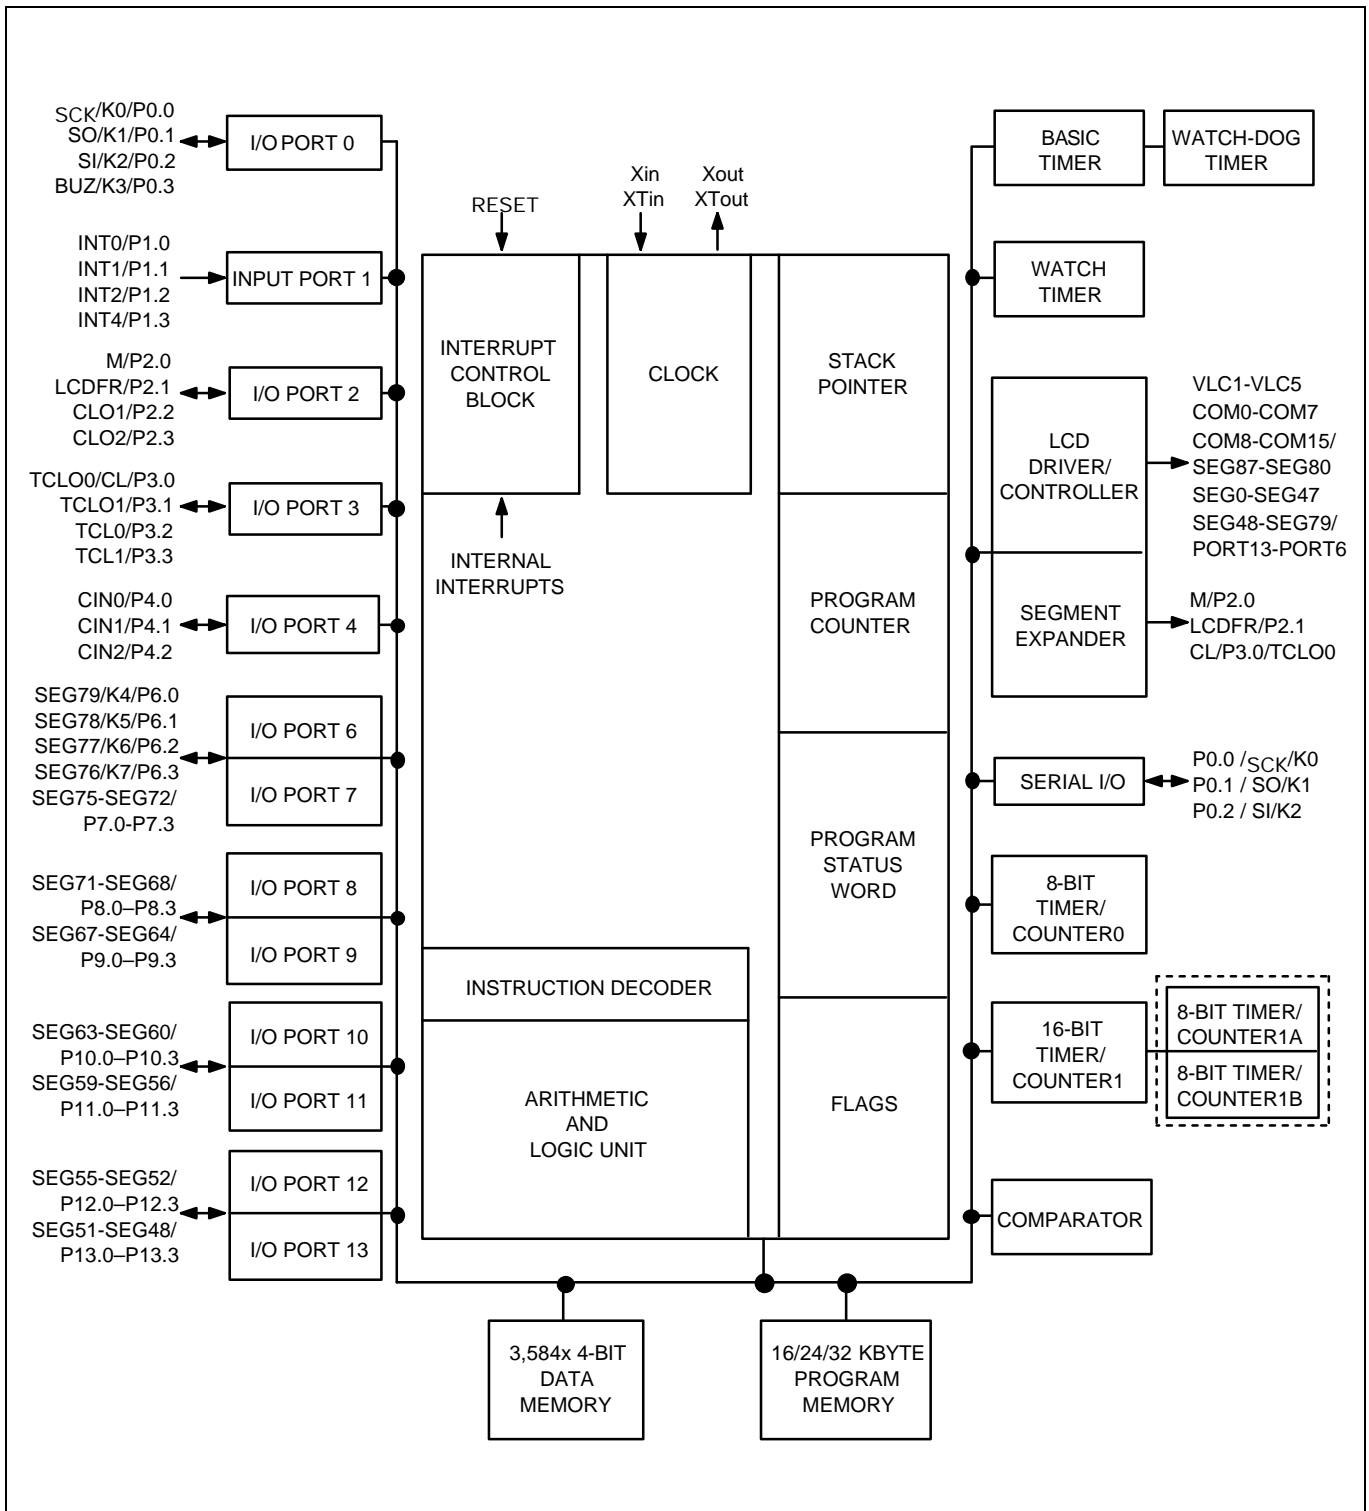 SCK/K0/P0.0
SO/K1/P0.1
SI/K2/P0.2
BUZ/K3/P0.3
I/O PORT 0
INT0/P1.0
INT1/P1.1
INT2/P1.2
INT4/P1.3
INPUT PORT 1
M/P2.0
LCDFR/P2.1
CLO1/P2.2
CLO2/P2.3
I/O PORT 2
TCLO0/CL/P3.0
TCLO1/P3.1
TCL0/P3.2
TCL1/P3.3
I/O PORT 3
CIN0/P4.0
CIN1/P4.1
CIN2/P4.2
I/O PORT 4
SEG79/K4/P6.0
SEG78/K5/P6.1
SEG77/K6/P6.2
SEG76/K7/P6.3
SEG75-SEG72/
P7.0-P7.3
I/O PORT 6
I/O PORT 7
SEG71-SEG68/
P8.0–P8.3
SEG67-SEG64/
P9.0–P9.3
I/O PORT 8
I/O PORT 9
SEG63-SEG60/
P10.0–P10.3
SEG59-SEG56/
P11.0–P11.3
I/O PORT 10
I/O PORT 11
SEG55-SEG52/
P12.0–P12.3
SEG51-SEG48/
P13.0–P13.3
I/O PORT 12
I/O PORT 13
RESET
Xin
XTin
Xout
XTout
INTERRUPT
CONTROL
BLOCK
CLOCK
STACK
POINTER
INTERNAL
INTERRUPTS
PROGRAM
COUNTER
PROGRAM
STATUS
WORD
INSTRUCTION DECODER
ARITHMETIC
AND
LOGIC UNIT
FLAGS
3,584x 4-BIT
DATA
MEMORY
16/24/32 KBYTE
PROGRAM
MEMORY
BASIC
TIMER
WATCH-DOG
TIMER
WATCH
TIMER
LCD
DRIVER/
CONTROLLER
VLC1-VLC5
COM0-COM7
COM8-COM15/
SEG87-SEG80
SEG0-SEG47
SEG48-SEG79/
PORT13-PORT6
SEGMENT
EXPANDER
M/P2.0
LCDFR/P2.1
CL/P3.0/TCLO0
SERIAL I/O
P0.0 /SCK/K0
P0.1 / SO/K1
P0.2 / SI/K2
8-BIT
TIMER/
COUNTER0
16-BIT
TIMER/
COUNTER1
8-BIT TIMER/
COUNTER1A
8-BIT TIMER/
COUNTER1B
COMPARATOR